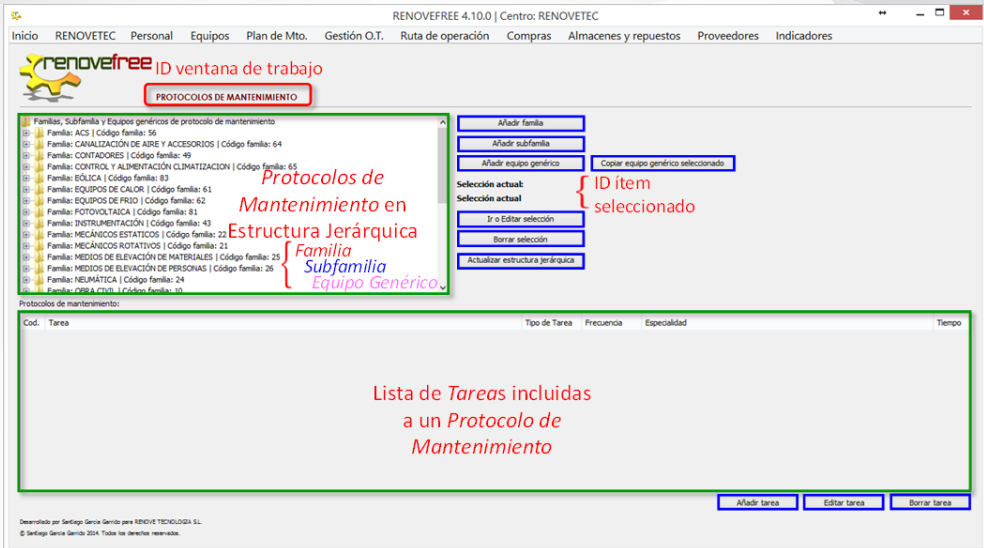 RENOVEFREE 4.10.0 | Centro: RENOVETEC
Inicio RENOVETEC Personal Equipos Plan de Mto. Gestión O.T. Ruta de operación Compras Almacenes y repuestos Proveedores Indicadores
renovefree
ID ventana de trabajo
PROTOCOLOS DE MANTENIMIENTO
Familias, Subfamilia y Equipos genéricos de protocolo de mantenimiento
Familia: ACS | Código familia: 56
Familia: CANALIZACIÓN DE AIRE Y ACCESORIOS | Código familia: 64
Familia: CONTADORES | Código familia: 49
Familia: CONTROL Y ALIMENTACIÓN CLIMATIZACION | Código familia: 65
Familia: EÓLICA | Código familia: 83
Familia: EQUIPOS DE CALOR | Código familia: 61
Familia: EQUIPOS DE FRIO | Código familia: 62
Familia: FOTOVOLTAICA | Código familia: 81
Familia: INSTRUMENTACIÓN | Código familia: 43
Familia: MECÁNICOS ESTATICOS | Código familia: 22
Familia: MECÁNICOS ROTATIVOS | Código familia: 21
Familia: MEDIOS DE ELEVACIÓN DE MATERIALES | Código familia: 25
Familia: MEDIOS DE ELEVACIÓN DE PERSONAS | Código familia: 26
Familia: NEUMÁTICA | Código familia: 24
Familia: OBRA CIVIL | Código familia: 10
Protocolos de
Mantenimiento en
Estructura Jerárquica
Familia
Subfamilia
Equipo Genérico
Añadir familia
Añadir subfamilia
Añadir equipo genérico Copiar equipo genérico seleccionado
Selección actual:
Selección actual
ID ítem
seleccionado
Ir o Editar selección
Borrar selección
Actualizar estructura jerárquica
Protocolos de mantenimiento:
Cod. Tarea Tipo de Tarea Frecuencia Especialidad Tiempo
Lista de Tareas incluidas
a un Protocolo de
Mantenimiento
Añadir tarea Editar tarea Borrar tarea
Desarrollado por Santiago Garcia Garrido para RENOVE TECNOLOGÍA S.L.
© Santiago Garcia Garrido 2014. Todos los derechos reservados.